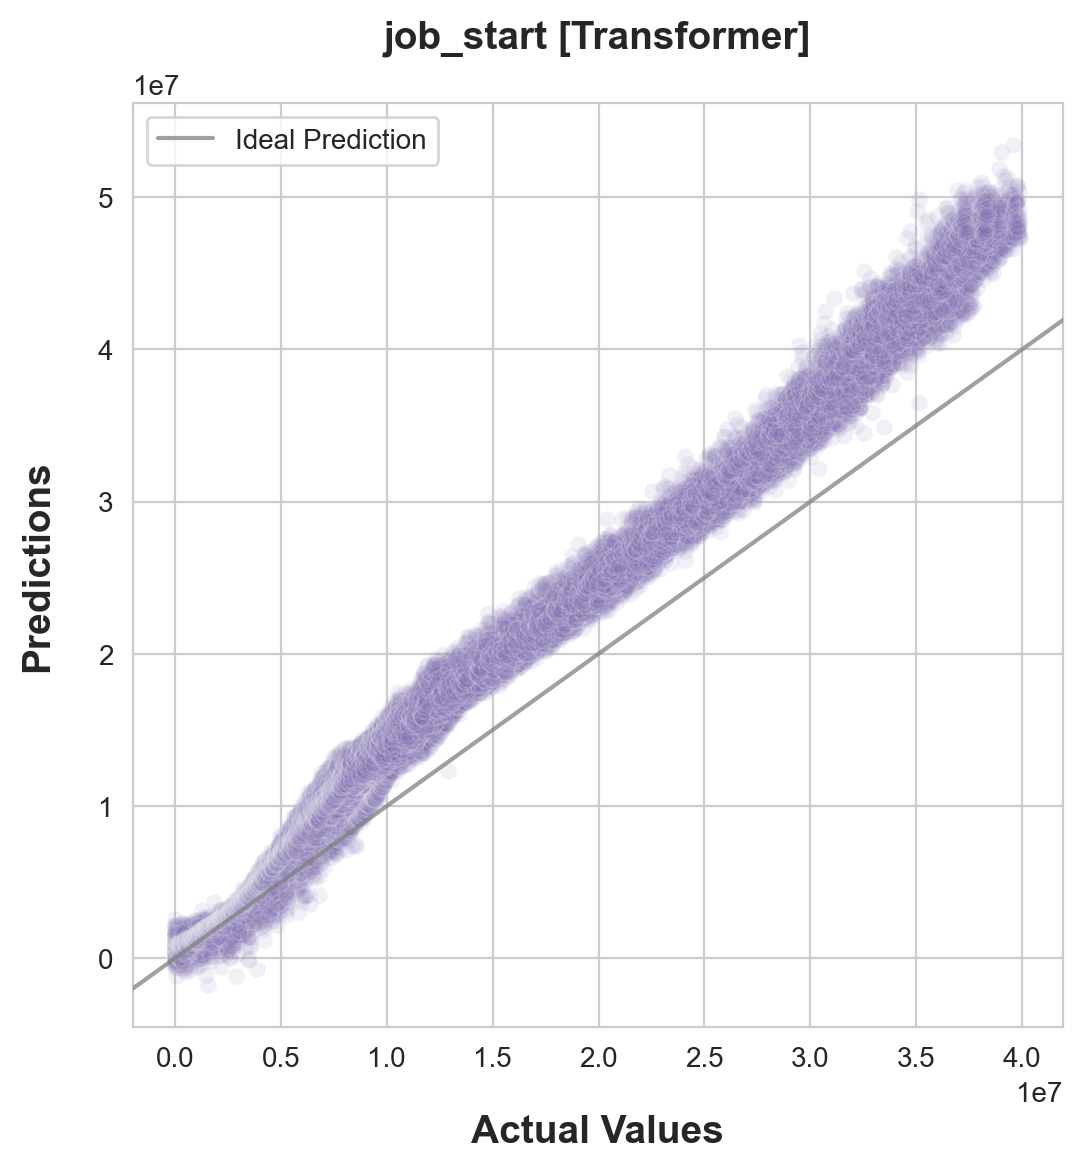 job_start [Transformer]
1e7
Ideal Prediction
5
4
3
2
1
0
Predictions
0.0 0.5 1.0 1.5 2.0 2.5 3.0 3.5 4.0
1e7
Actual Values